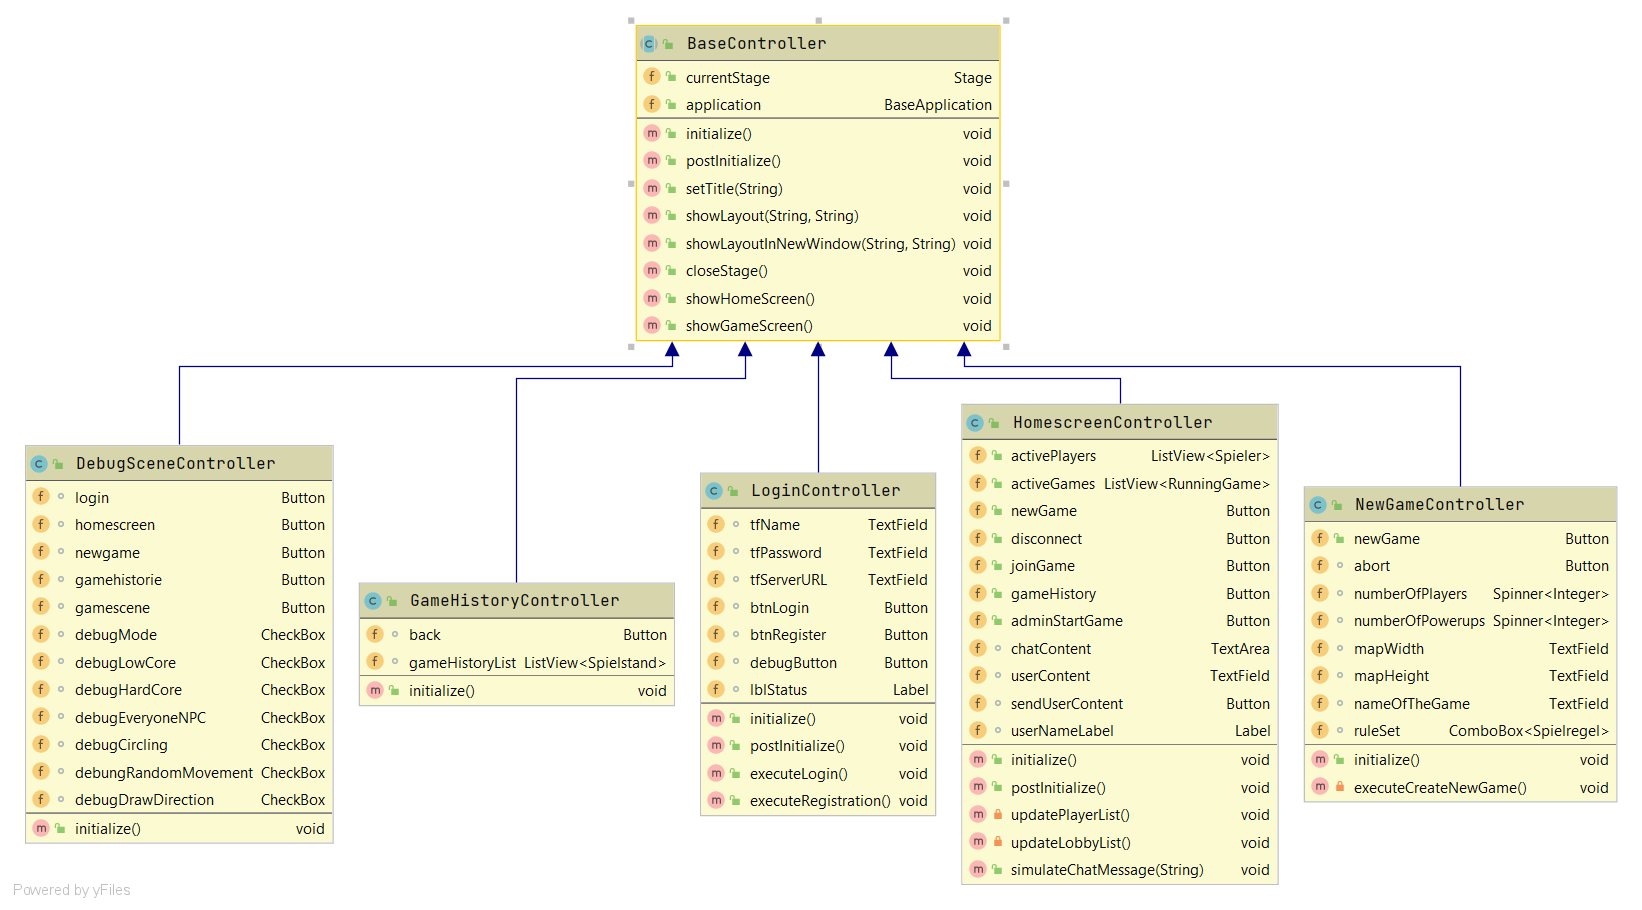 BaseController
currentStage Stage
application BaseApplication
initialize() void
postInitialize() void
setTitle(String) void
showLayout(String, String) void
showLayoutInNewWindow(String, String) void
closeStage() void
showHomeScreen() void
showGameScreen() void
DebugSceneController
login Button
homescreen Button
newgame Button
gamehistorie Button
gamescene Button
debugMode CheckBox
debugLowCore CheckBox
debugHardCore CheckBox
debugEveryoneNPC CheckBox
debugCircling CheckBox
debungRandomMovement CheckBox
debugDrawDirection CheckBox
initialize() void
GameHistoryController
back Button
gameHistoryList ListView<Spielstand>
initialize() void
LoginController
tfName TextField
tfPassword TextField
tfServerURL TextField
btnLogin Button
btnRegister Button
debugButton Button
lblStatus Label
initialize() void
postInitialize() void
executeLogin() void
executeRegistration() void
HomescreenController
activePlayers ListView<Spieler>
activeGames ListView<RunningGame>
newGame Button
disconnect Button
joinGame Button
gameHistory Button
adminStartGame Button
chatContent TextArea
userContent TextField
sendUserContent Button
userNameLabel Label
initialize() void
postInitialize() void
updatePlayerList() void
updateLobbyList() void
simulateChatMessage(String) void
NewGameController
newGame Button
abort Button
numberOfPlayers Spinner<Integer>
numberOfPowerups Spinner<Integer>
mapWidth TextField
mapHeight TextField
nameOfTheGame TextField
ruleSet ComboBox<Spielregel>
initialize() void
executeCreateNewGame() void
Powered by yFiles